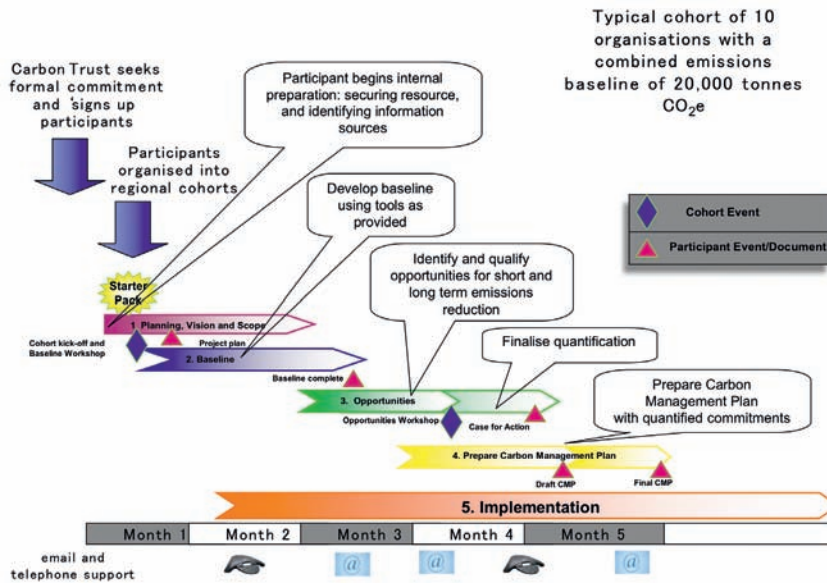 Typical cohort of 10
organisations with a
combined emissions
baseline of 20,000 tonnes
CO₂e
Carbon Trust seeks
formal commitment
and 'signs up
participants
Participant begins internal
preparation: securing resource,
and identifying information
sources
Participants
organised into
regional cohorts
Develop baseline
using tools as
provided
Cohort Event
Participant Event/Document
Identify and qualify
opportunities for short and
long term emissions
reduction
Starter
Pack
1 Planning, Vision and Scope
Cohort kick-off and
Baseline Workshop
Project plan
2. Baseline
Finalise quantification
Baseline complete
Prepare Carbon
Management Plan
with quantified commitments
3. Opportunities
Opportunities Workshop
Case for Action
4. Prepare Carbon Management Plan
Draft CMP
Final CMP
5. Implementation
Month 1
Month 2
Month 3
Month 4
Month 5
email and
telephone support
@
@
@